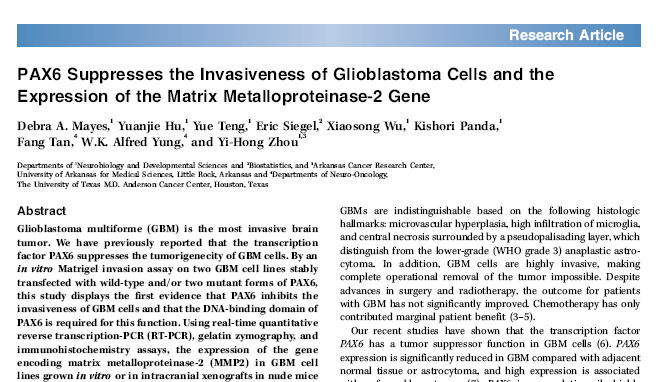 Research Article
PAX6 Suppresses the Invasiveness of Glioblastoma Cells and the
Expression of the Matrix Metalloproteinase-2 Gene
Debra A. Mayes,1 Yuanjie Hu,1 Yue Teng,1 Eric Siegel,2 Xiaosong Wu,1 Kishori Panda,1
Fang Tan,4 W.K. Alfred Yung,4 and Yi-Hong Zhou1,3
Departments of 1Neurobiology and Developmental Sciences and 2Biostatistics, and 3Arkansas Cancer Research Center,
University of Arkansas for Medical Sciences, Little Rock, Arkansas and 4Department of Neuro-Oncology,
The University of Texas M.D. Anderson Cancer Center, Houston, Texas
Abstract
Glioblastoma multiforme (GBM) is the most invasive brain
tumor. We have previously reported that the transcription
factor PAX6 suppresses the tumorigenecity of GBM cells. By an
in vitro Matrigel invasion assay on two GBM cell lines stably
transfected with wild-type and/or two mutant forms of PAX6,
this study displays the first evidence that PAX6 inhibits the
invasiveness of GBM cells and that the DNA-binding domain of
PAX6 is required for this function. Using real-time quantitative
reverse transcription-PCR (RT-PCR), gelatin zymography, and
immunohistochemistry assays, the expression of the gene
encoding matrix metalloproteinase-2 (MMP2) in GBM cell
lines grown in vitro or in intracranial xenografts in nude mice
GBMs are indistinguishable based on the following histologic
hallmarks: microvascular hyperplasia, high infiltration of microglia,
and central necrosis surrounded by a pseudopalisading layer, which
distinguish from the lower-grade (WHO grade 3) anaplastic astro-
cytoma. In addition, GBM cells are highly invasive, making
complete operational removal of the tumor impossible. Despite
advances in surgery and radiotherapy, the outcome for patients
with GBM has not significantly improved. Chemotherapy has only
contributed marginal patient benefit (3–5).
Our recent studies have shown that the transcription factor
PAX6 has a tumor suppressor function in GBM cells (6). PAX6
expression is significantly reduced in GBM compared with adjacent
normal tissue or astrocytoma, and high expression is associated